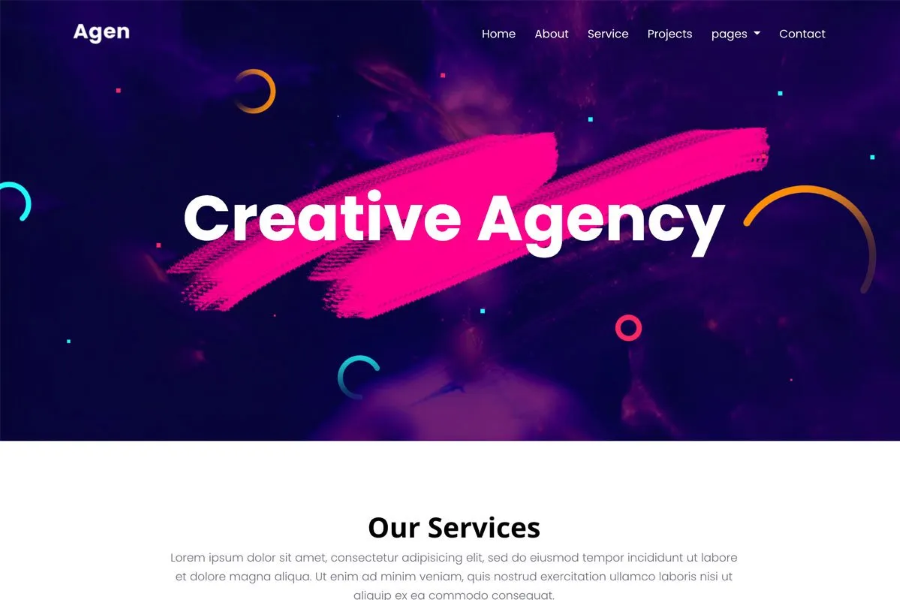 Agen
Home About Service Projects pages Contact
Creative Agency
Our Services
Lorem ipsum dolor sit amet, consectetur adipisicing elit, sed do eiusmod tempor incididunt ut labore
et dolore magna aliqua. Ut enim ad minim veniam, quis nostrud exercitation ullamco laboris nisi ut
aliquip ex ea commodo consequat.